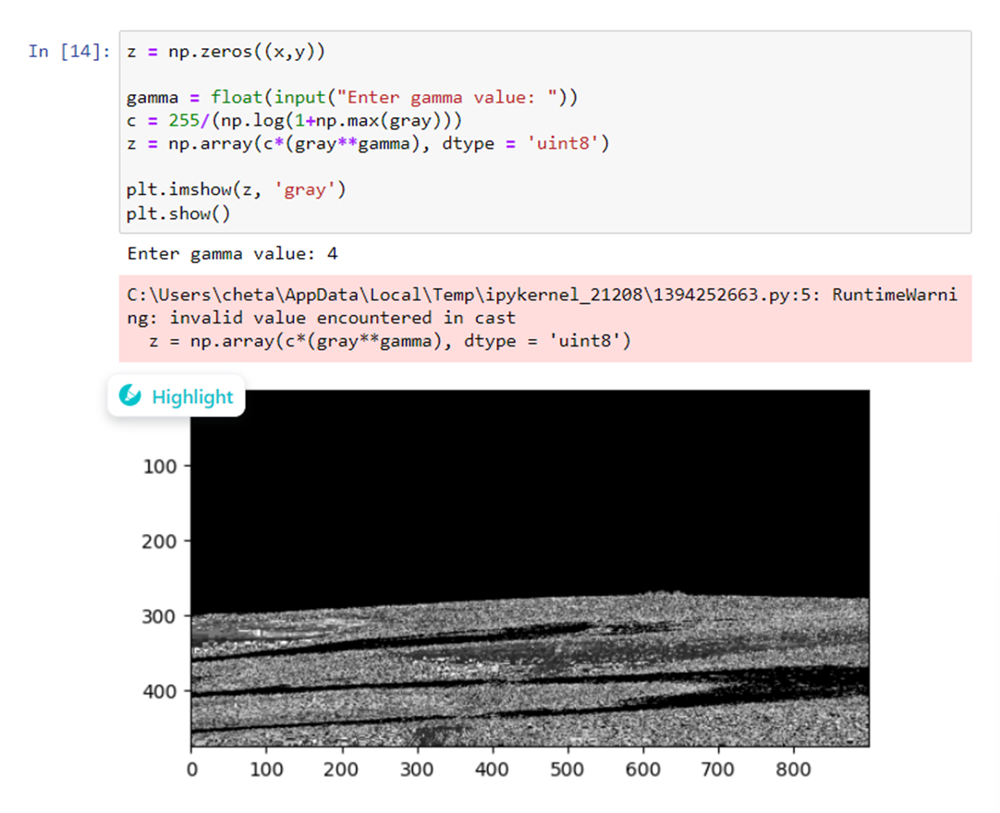 In [14]: z = np.zeros((x,y))
gamma = float(input("Enter gamma value: "))
c = 255/(np.log(1+np.max(gray)))
z = np.array(c*(gray**gamma), dtype = 'uint8')
plt.imshow(z, 'gray')
plt.show()
Enter gamma value: 4
C:\Users\cheta\AppData\Local\Temp\ipykernel_21208\1394252663.py:5: RuntimeWarni
ng: invalid value encountered in cast
z = np.array(c*(gray**gamma), dtype = 'uint8')
Highlight
100
200
300
400
0 100 200 300 400 500 600 700 800